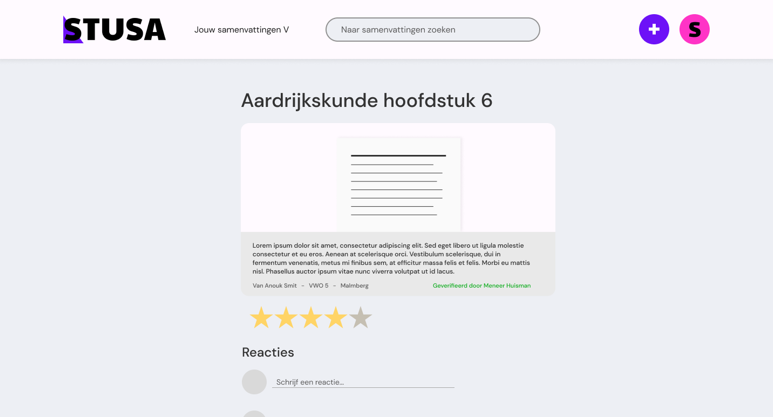 STUSA
Jouw samenvattingen V
Naar samenvattingen zoeken
S
Aardrijkskunde hoofdstuk 6
Lorem ipsum dolor sit amet, consectetur adipiscing elit. Sed eget libero ut ligula molestie
consectetur et eu eros. Aenean at scelerisque orci. Vestibulum scelerisque, dui in
fermentum venenatis, metus mi finibus sem, at efficitur massa felis et felis. Morbi eu mattis
nisl. Phasellus auctor ipsum vitae nunc viverra volutpat ut id lacus.
Van Anouk Smit - VWO 5 - Malmberg
Geverifieerd door Meneer Huisman
Reacties
Schrijf een reactie...